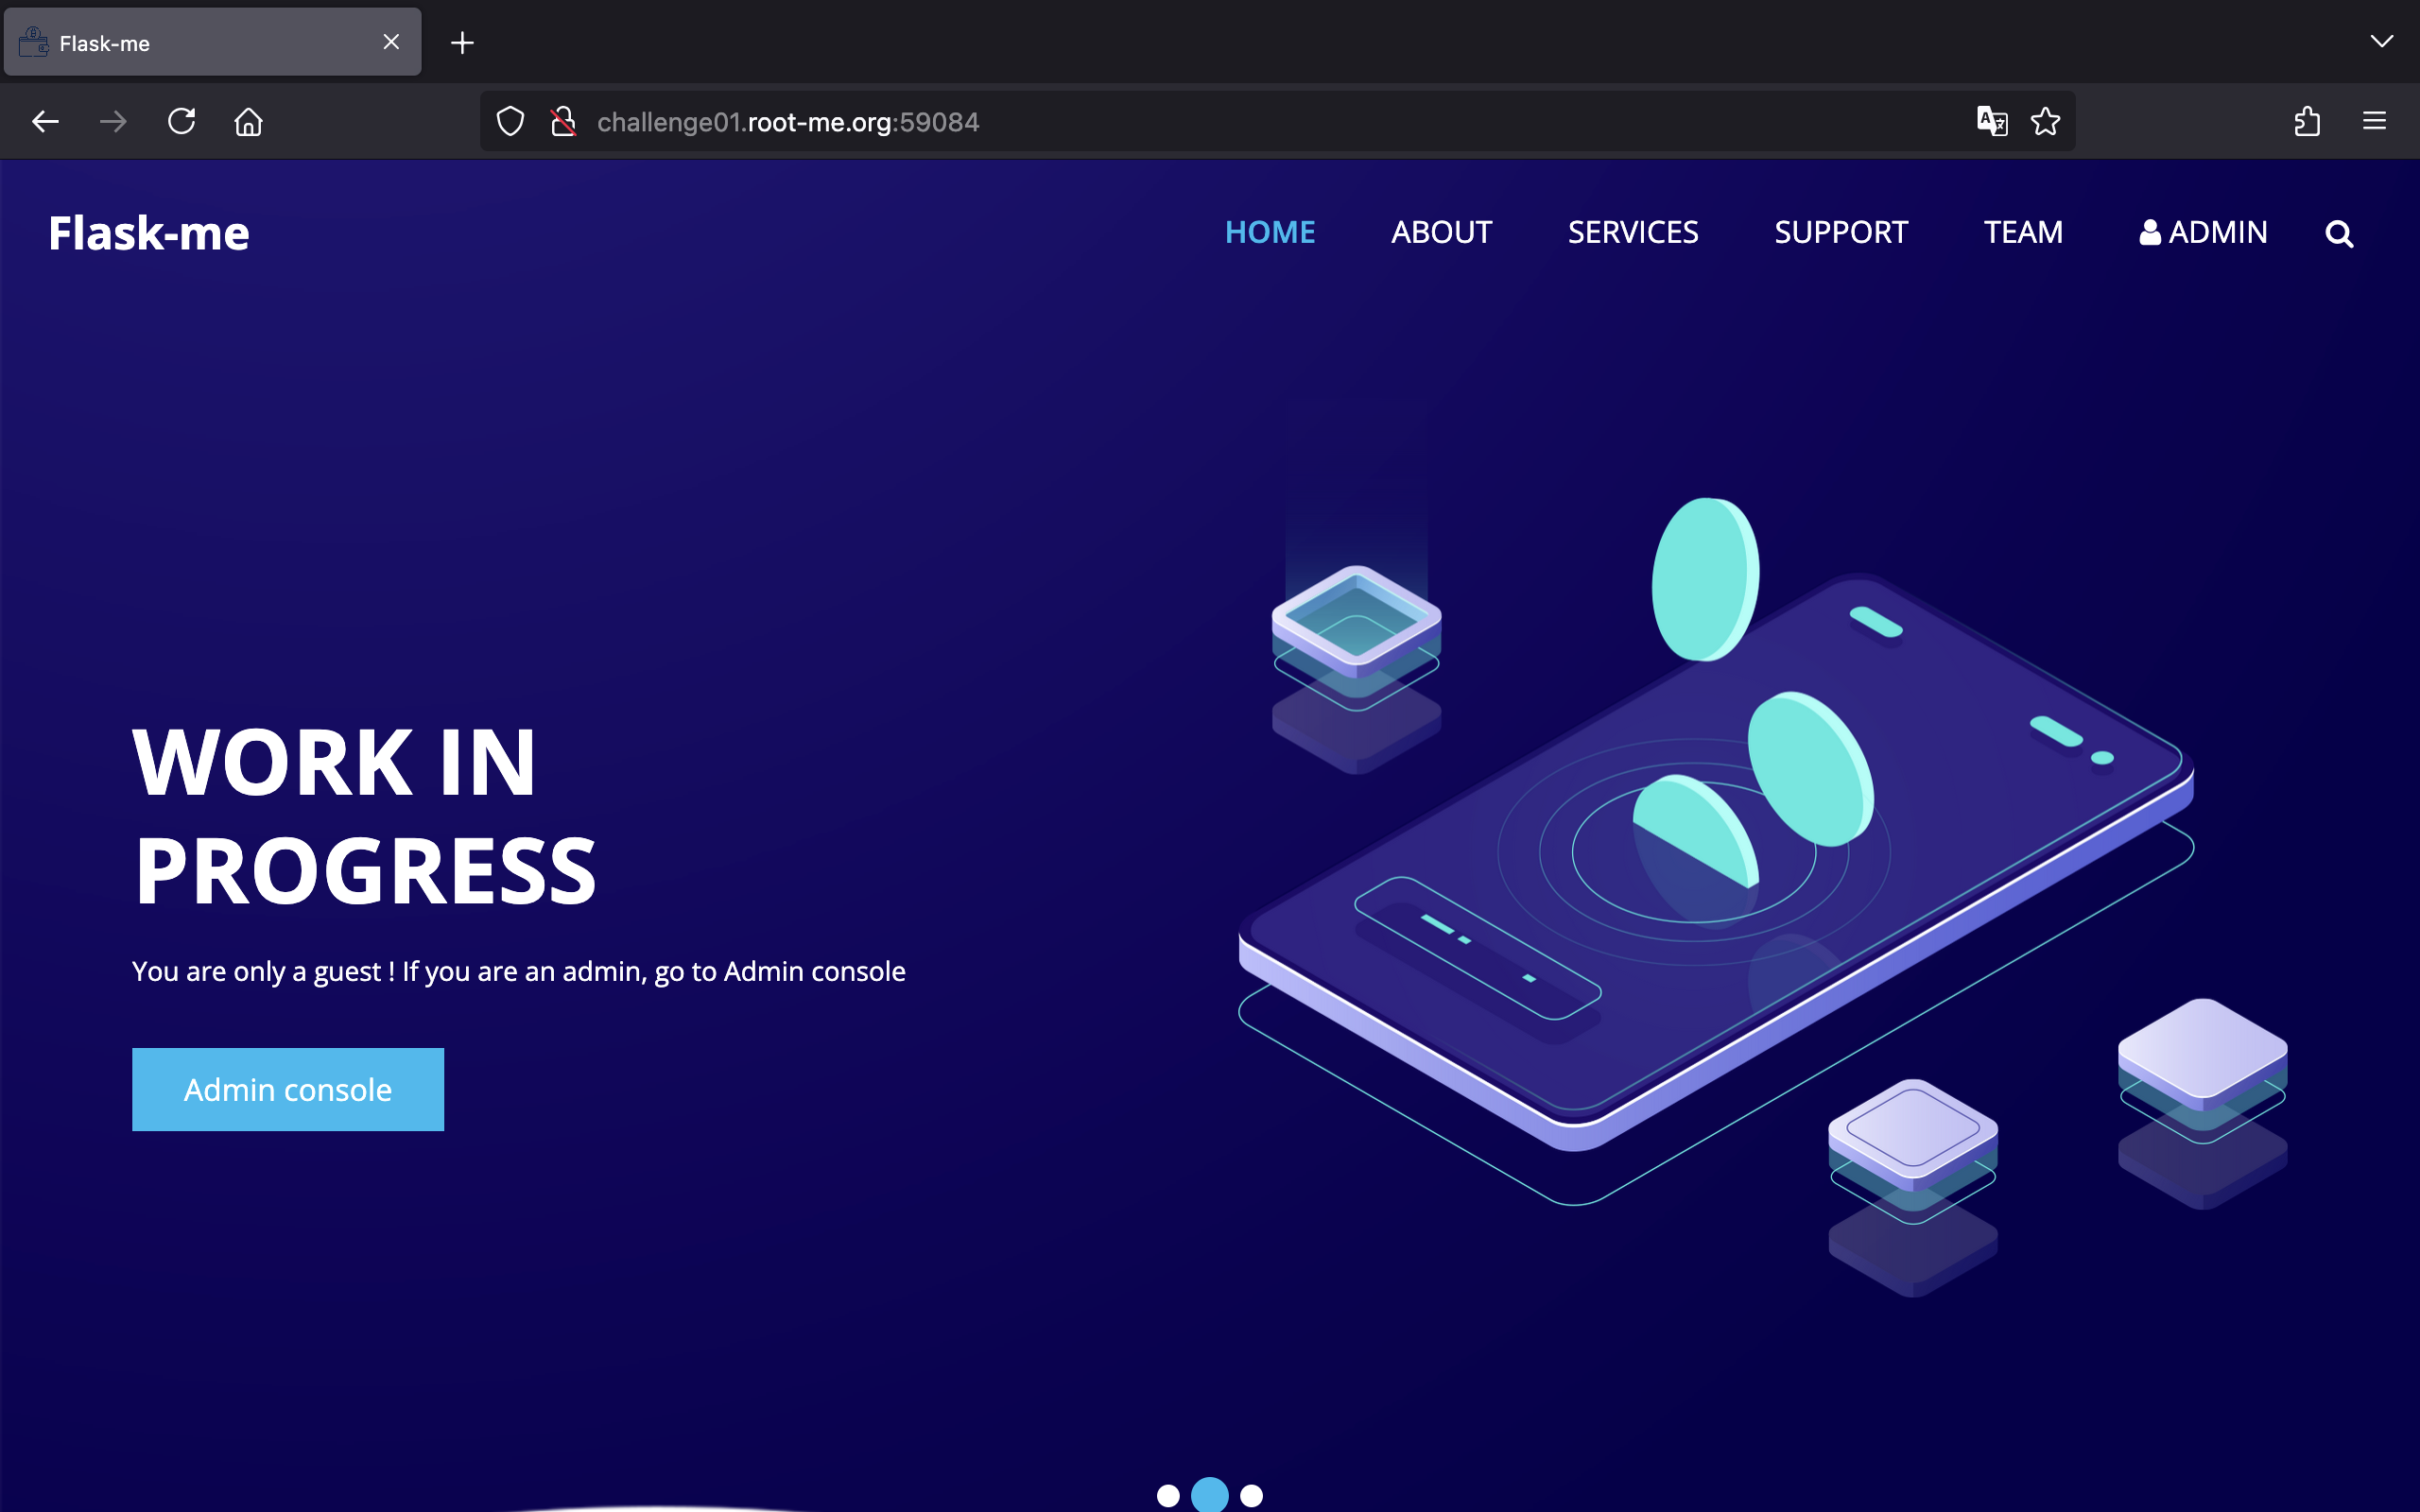 Flask-me
challenge01.root-me.org:59084
Flask-me
HOME
ABOUT
SERVICES
SUPPORT
TEAM
ADMIN
WORK IN
PROGRESS
You are only a guest ! If you are an admin, go to Admin console
Admin console